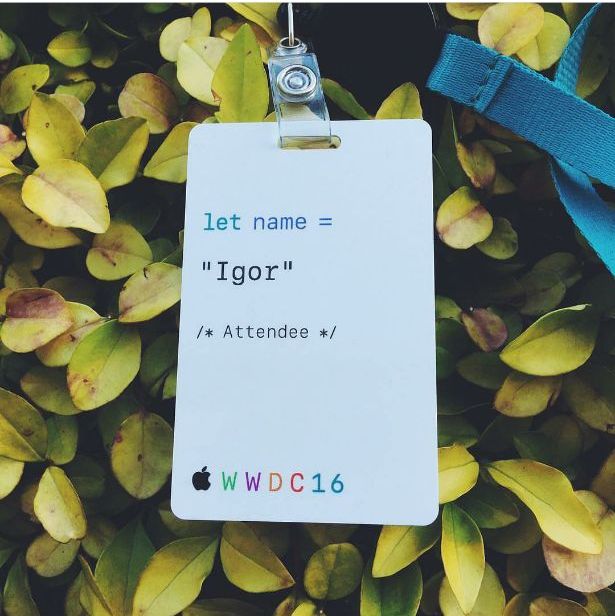 let name =
"Igor"
/* Attendee */
WWDC16